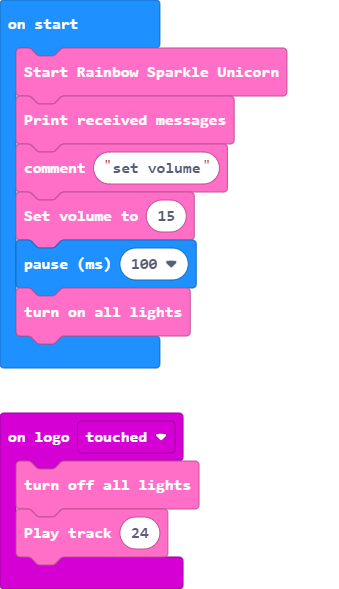 on start
Start Rainbow Sparkle Unicorn
Print received messages
comment "set volume"
Set volume to 15
pause (ms) 100
turn on all lights
on logo touched
turn off all lights
Play track 24